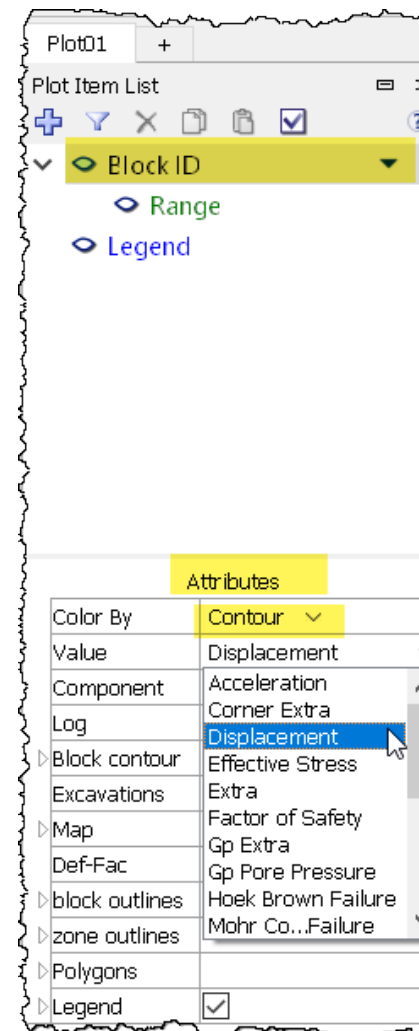 Plot01 +
Plot Item List
Block ID
Range
Legend
Attributes
Color By Contour
Value Displacement
Component
Log
Block contour
Excavations
Map
Def-Fac
block outlines
zone outlines
Polygons
Legend
Acceleration
Corner Extra
Displacement
Effective Stress
Extra
Factor of Safety
Gp Extra
Gp Pore Pressure
Hoek Brown Failure
Mohr Co...Failure